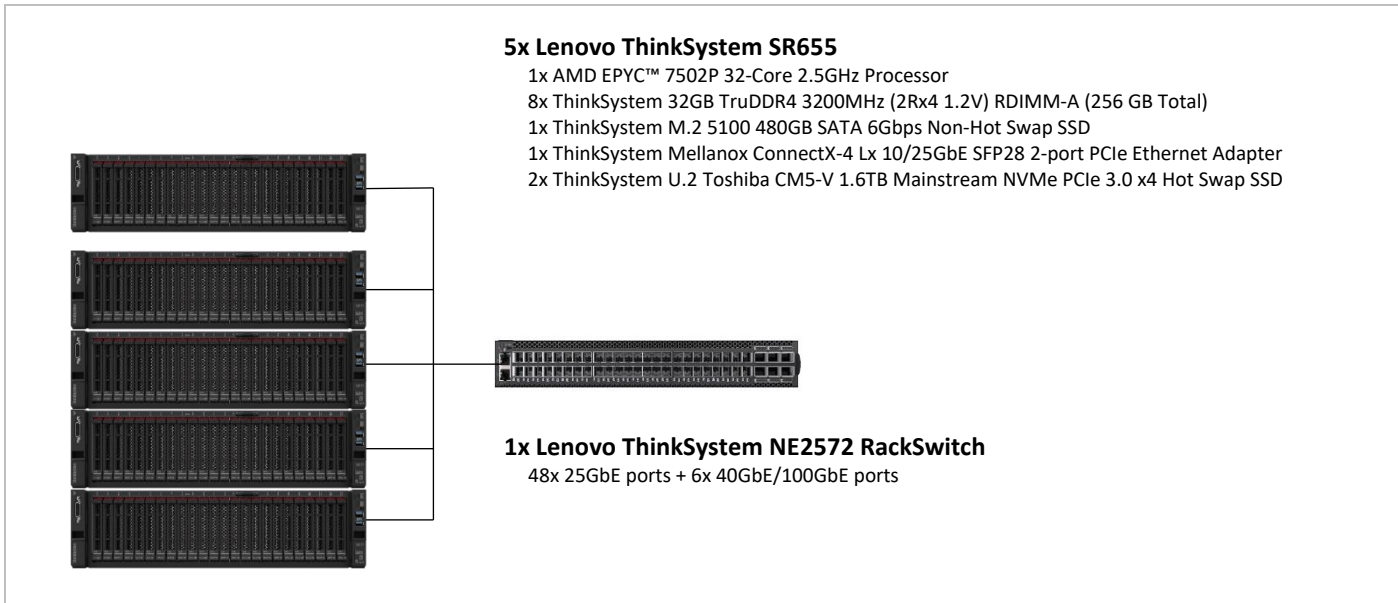 5x Lenovo ThinkSystem SR655
1x AMD EPYC™ 7502P 32-Core 2.5GHz Processor
8x ThinkSystem 32GB TruDDR4 3200MHz (2Rx4 1.2V) RDIMM-A (256 GB Total)
1x ThinkSystem M.2 5100 480GB SATA 6Gbps Non-Hot Swap SSD
1x ThinkSystem Mellanox ConnectX-4 Lx 10/25GbE SFP28 2-port PCIe Ethernet Adapter
2x ThinkSystem U.2 Toshiba CM5-V 1.6TB Mainstream NVMe PCIe 3.0 x4 Hot Swap SSD
1x Lenovo ThinkSystem NE2572 RackSwitch
48x 25GbE ports + 6x 40GbE/100GbE ports